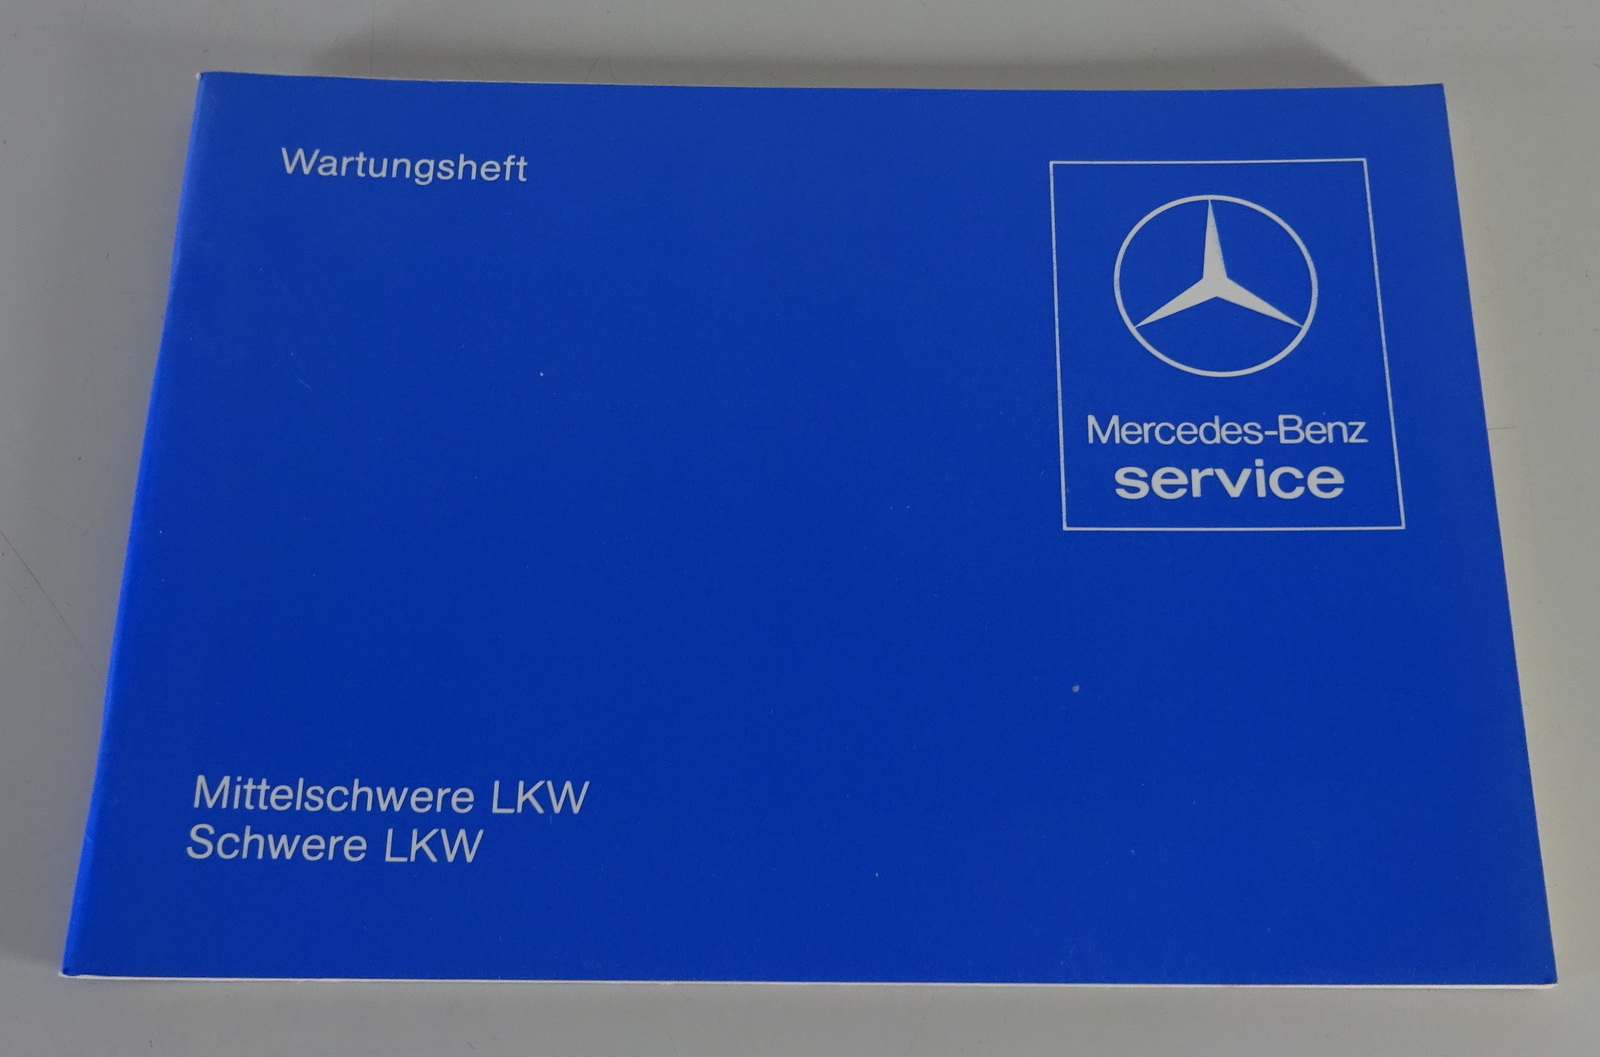 Wartungsheft
Mercedes-Benz
service
Mittelschwere LKW
Schwere LKW